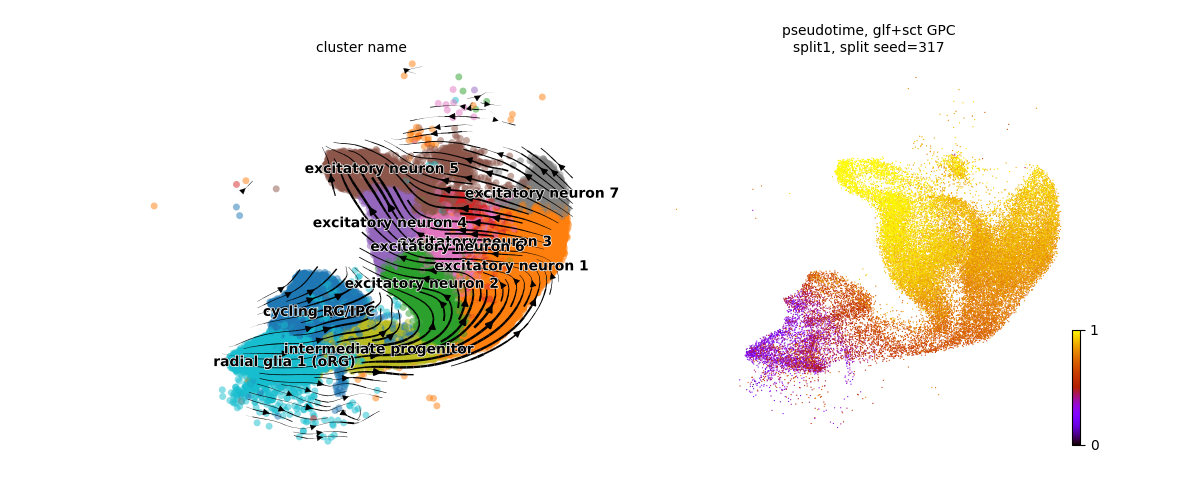 cluster name
pseudotime, glf+sct GPC
split1, split seed=317
excitatory neuron 5
excitatory neuron 7
excitatory neuron 4
excitatory neuron 3
excitatory neuron 6
excitatory neuron 1
excitatory neuron 2
cycling RG/IPC
intermediate progenitor
radial glia 1 (oRG)
1
0